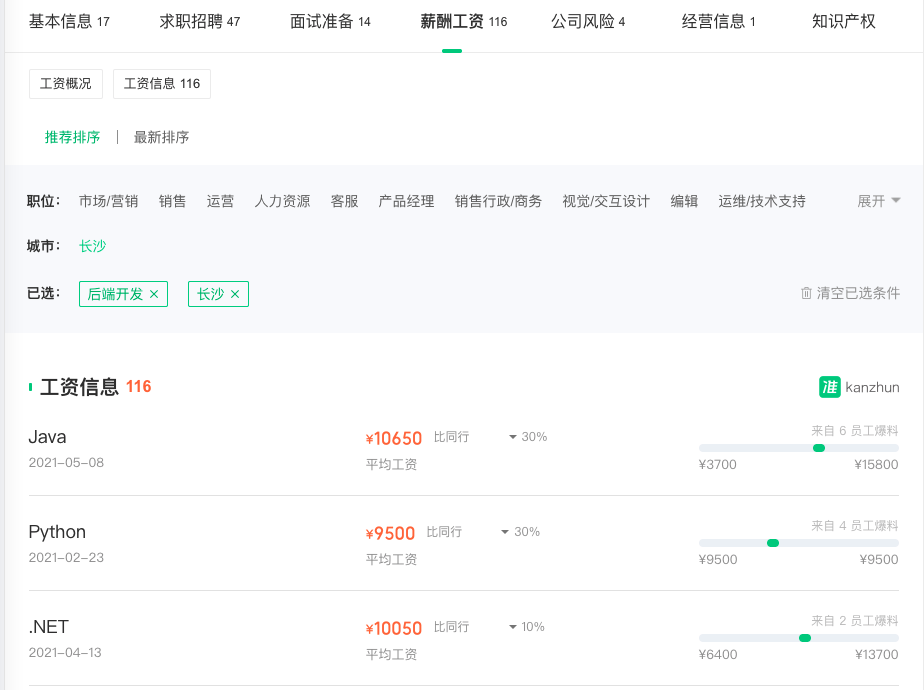 基本信息 17 求职招聘 47 面试准备 14 薪酬工资 116 公司风险 4 经营信息 1 知识产权
工资概况 工资信息 116
推荐排序 | 最新排序
职位: 市场/营销 销售 运营 人力资源 客服 产品经理 销售行政/商务 视觉/交互设计 编辑 运维/技术支持 展开
城市: 长沙
已选: 后端开发 × 长沙 × 清空已选条件
工资信息 116 准 kanzhun
来自 6 员工爆料
Java ¥10650 比同行 30%
2021-05-08 平均工资 ¥3700 ¥15800
来自 4 员工爆料
Python ¥9500 比同行 30%
2021-02-23 平均工资 ¥9500 ¥9500
来自 2 员工爆料
.NET ¥10050 比同行 10%
2021-04-13 平均工资 ¥6400 ¥13700